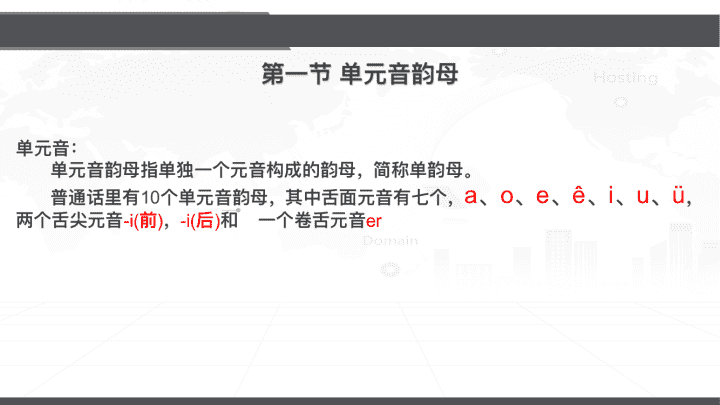 第一节 单元音韵母
Hosting
单元音：
单元音韵母指单独一个元音构成的韵母，简称单韵母。
普通话里有10个单元音韵母，其中舌面元音有七个，a、o、e、ê、i、u、ü，
两个舌尖元音-i(前)，-i(后)和 一个卷舌元音er
Domain